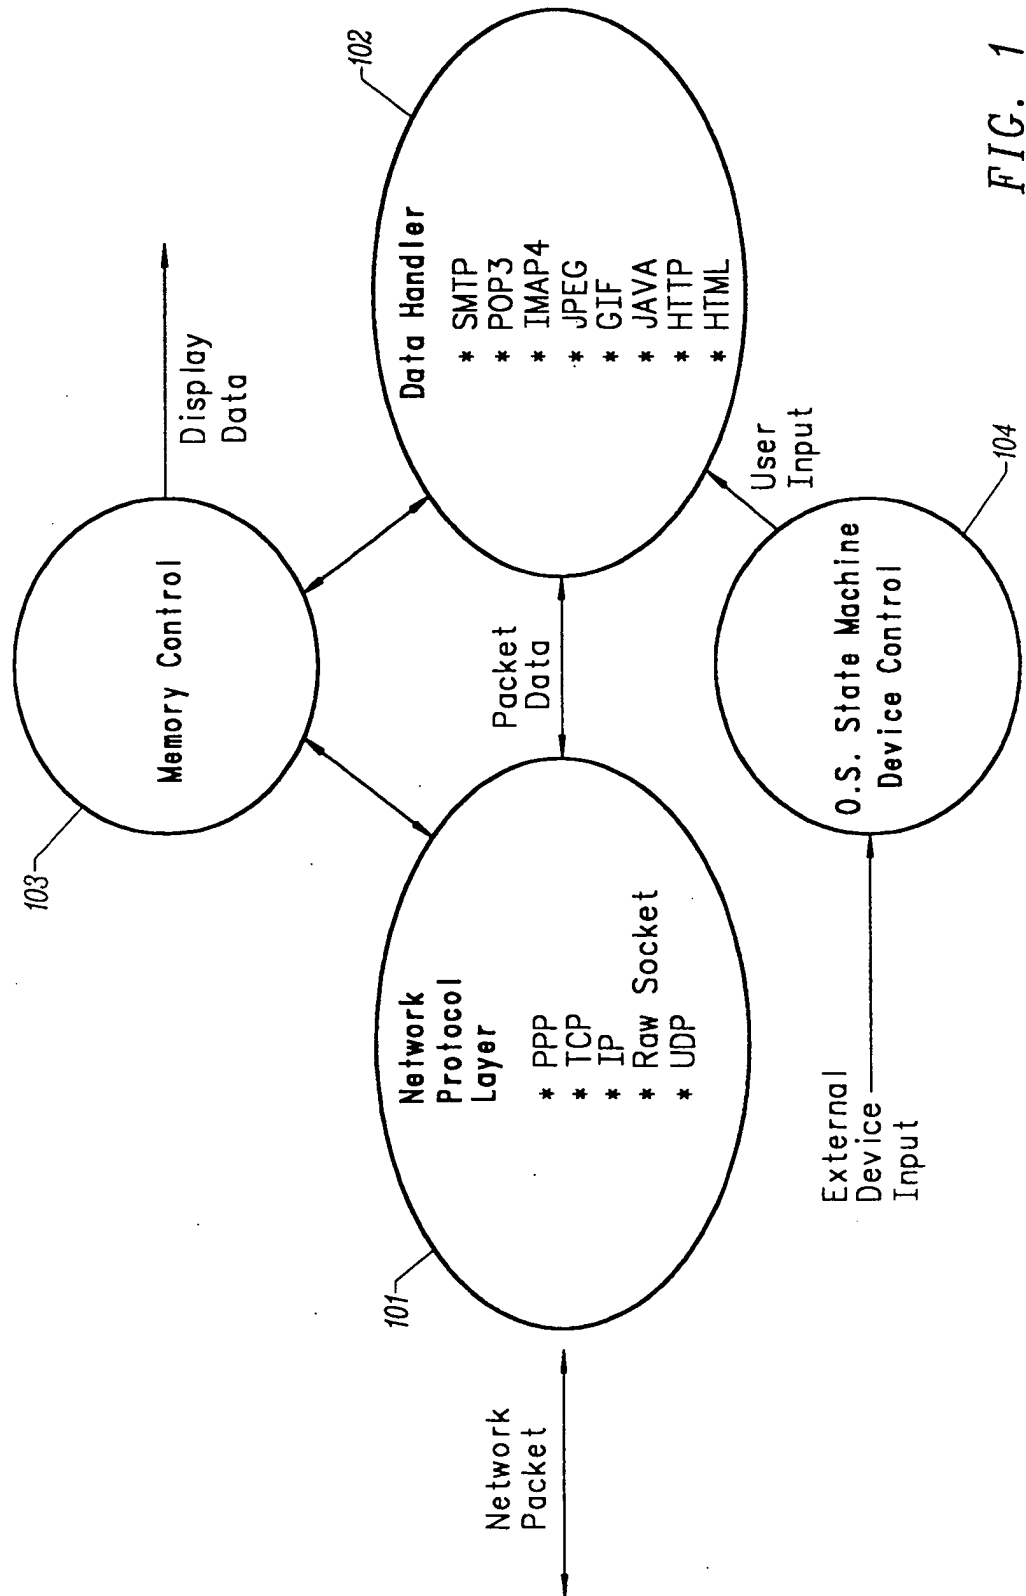 103
Memory Control
Display
Data
102
Data Handler
* SMTP
* POP3
* IMAP4
* JPEG
* GIF
* JAVA
* HTTP
* HTML
Packet
Data
101
Network
Protocol
Layer
* PPP
* TCP
* IP
* Raw Socket
* UDP
Network
Packet
User
Input
External
Device
Input
O.S. State Machine
Device Control
104
FIG. 1